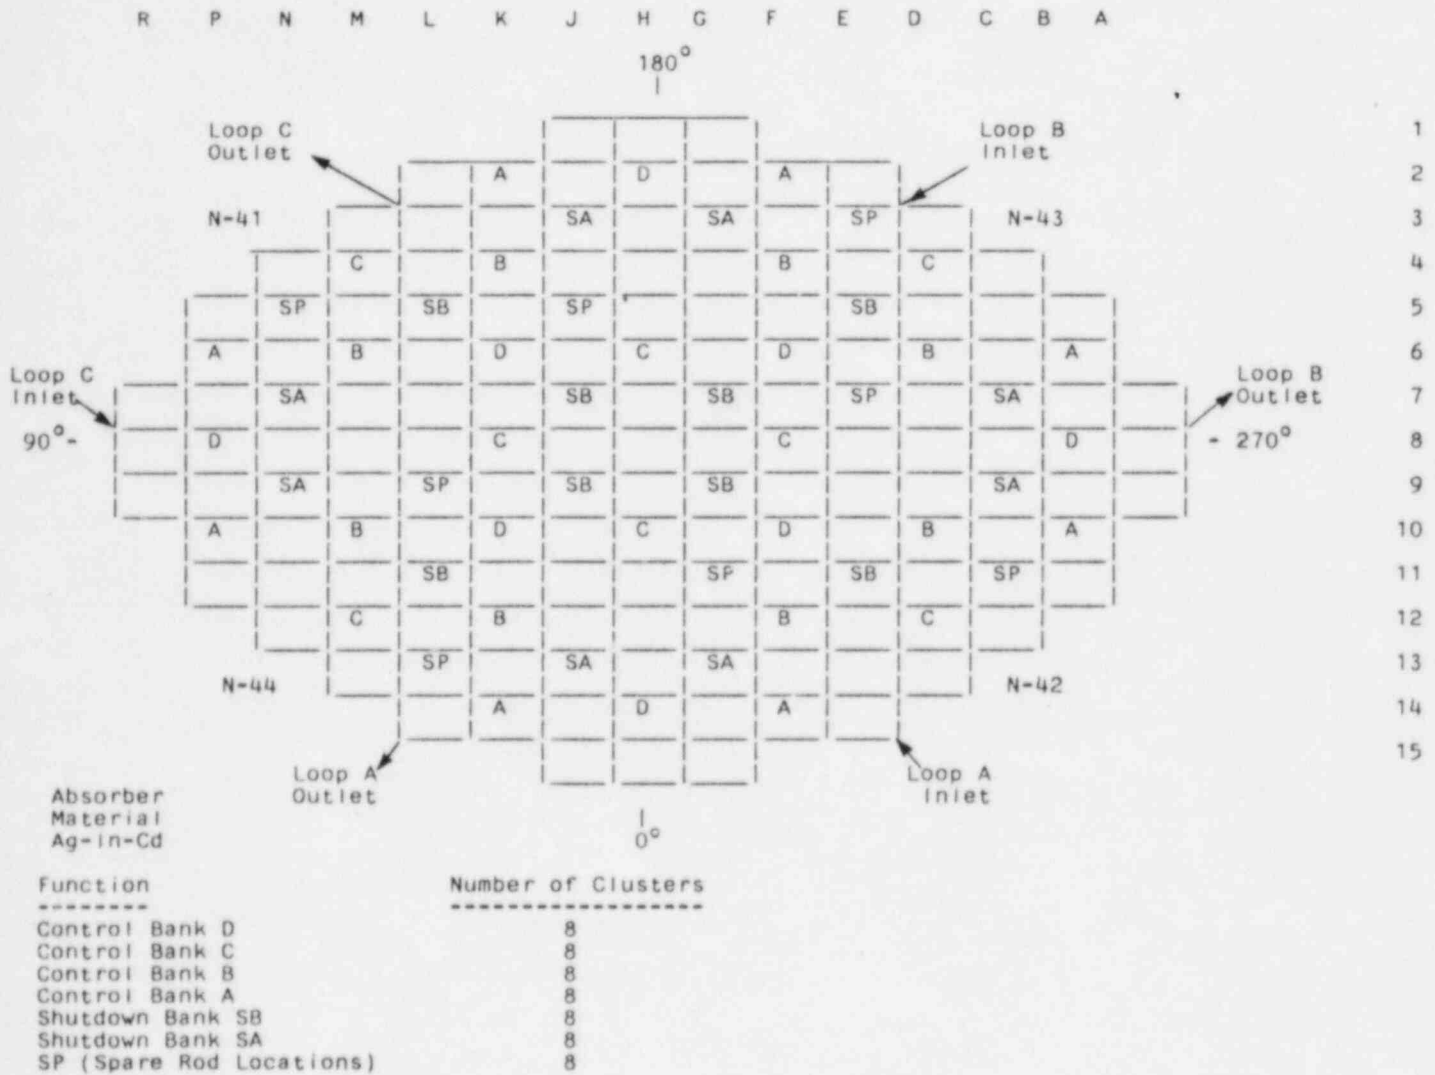 R P N M L K J H G F E D C B A
180°
Loop C Loop B 1
Outlet Inlet
A D A 2
N-41 SA SA SP N-43 3
C B B C 4
SP SB SP SB 5
A B D C D B A 6
Loop C Loop B
Inlet SA SB SB SP SA Outlet 7
90°- D C C D - 270° 8
SA SP SB SB SA 9
A B D C D B A 10
SB SP SB SP 11
C B B C 12
SP SA SA 13
N-44 N-42
A D A 14
15
Loop A Loop A
Outlet Inlet
Absorber
Material
Ag-in-Cd
0°
Function Number of Clusters
Control Bank D 8
Control Bank C 8
Control Bank B 8
Control Bank A 8
Shutdown Bank SB 8
Shutdown Bank SA 8
SP (Spare Rod Locations) 8